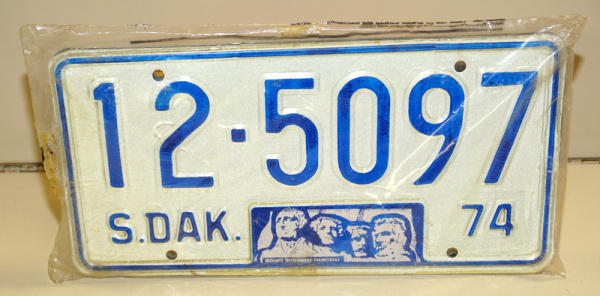 12·5097
S.DAK. 74
MOUNT RUSHMORE MEMORIAL